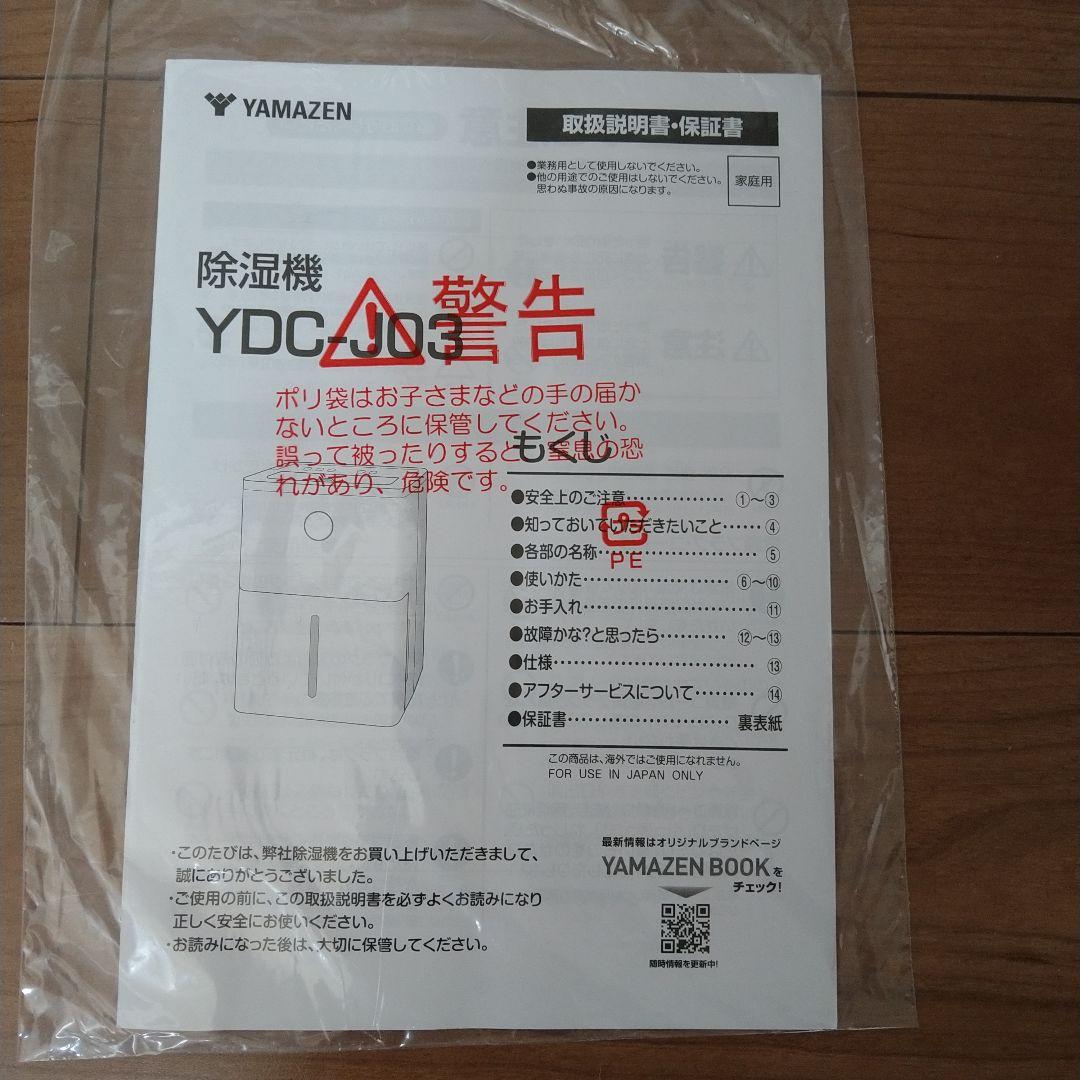 YAMAZEN
取扱説明書・保証書
●業務用として使用しないでください。
●他の用途でのご使用はしないでください。
思わぬ事故の原因になります。
家庭用
除湿機
YDC-J03
警告
ポリ袋はお子さまなどの手の届か
ないところに保管してください。
誤って被ったりすると、窒息の恐
れがあり、危険です。
PE
もくじ
●安全上のご注意…………… ①～③
●知っておいていただきたいこと…… ④
●各部の名称…………………… ⑤
●使いかた………………… ⑥～⑩
●お手入れ……………………… ⑪
●故障かな?と思ったら……… ⑫～⑬
●仕様………………………… ⑬
●アフターサービスについて……… ⑭
●保証書…………………… 裏表紙
この商品は、海外ではご使用になれません。
FOR USE IN JAPAN ONLY
・このたびは、弊社除湿機をお買い上げいただきまして、
誠にありがとうございました。
・ご使用の前に、この取扱説明書を必ずよくお読みになり
正しく安全にお使いください。
・お読みになった後は、大切に保管してください。
最新情報はオリジナルブランドページ
YAMAZEN BOOKを
チェック!
随時情報を更新中!